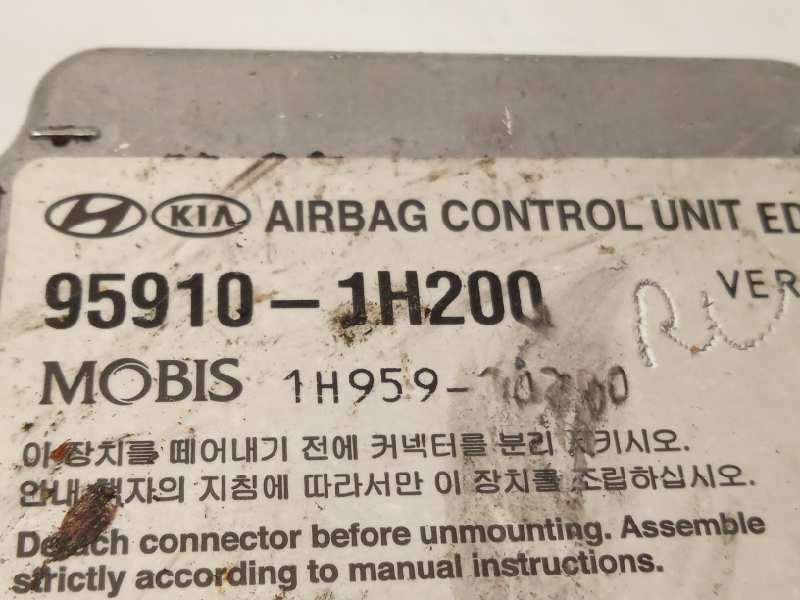 KIA AIRBAG CONTROL UNIT ED
95910-1H200
VER
RU
MOBIS 1H959-
이 장치를 떼어내기 전에 커넥터를 분리 시키시오.
안내 책자의 지침에 따라서만 이 장치를 조립하십시오.
Detach connector before unmounting. Assemble
strictly according to manual instructions.